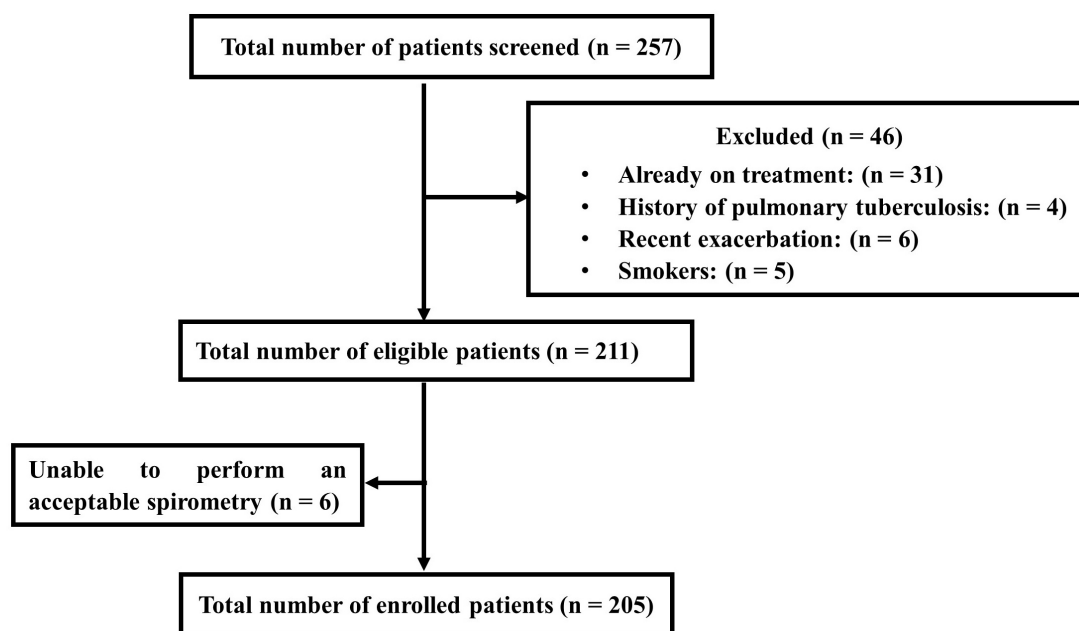 Total number of patients screened (n = 257)
Excluded (n = 46)
• Already on treatment: (n = 31)
• History of pulmonary tuberculosis: (n = 4)
• Recent exacerbation: (n = 6)
• Smokers: (n = 5)
Total number of eligible patients (n = 211)
Unable to perform an
acceptable spirometry (n = 6)
Total number of enrolled patients (n = 205)